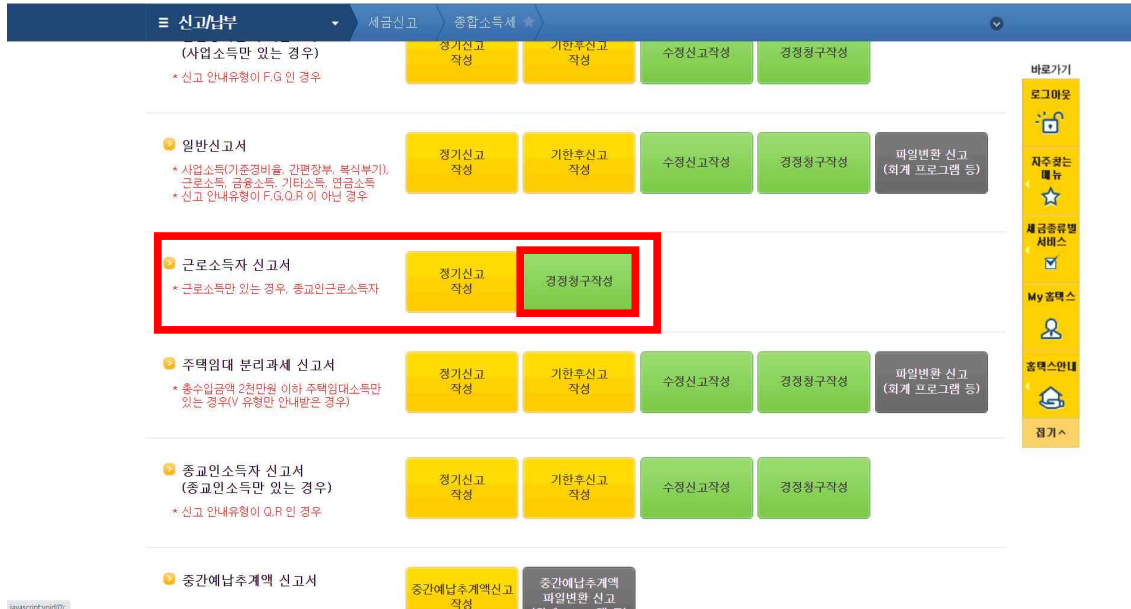 ≡ 신고/납부
세금신고
종합소득세
(사업소득만 있는 경우)
* 신고 안내유형이 F,G 인 경우
정기신고
작성
기한후신고
작성
수정신고작성
경정청구작성
일반신고서
* 사업소득(기준경비율, 간편장부, 복식부기),
근로소득, 금융소득, 기타소득, 연금소득
* 신고 안내유형이 F,G,Q,R 이 아닌 경우
정기신고
작성
기한후신고
작성
수정신고작성
경정청구작성
파일변환 신고
(회계 프로그램 등)
근로소득자 신고서
* 근로소득만 있는 경우, 종교인근로소득자
정기신고
작성
경정청구작성
주택임대 분리과세 신고서
* 총수입금액 2천만원 이하 주택임대소득만
있는 경우(V 유형만 안내받은 경우)
정기신고
작성
기한후신고
작성
수정신고작성
경정청구작성
파일변환 신고
(회계 프로그램 등)
종교인소득자 신고서
(종교인소득만 있는 경우)
* 신고 안내유형이 Q,R 인 경우
정기신고
작성
기한후신고
작성
수정신고작성
경정청구작성
중간예납추계액 신고서
중간예납추계액신고
작성
중간예납추계액
파일변환 신고
바로가기
로그아웃
자주찾는
메뉴
세금종류별
서비스
My홈택스
홈택스안내
접기
javascript:void(0);